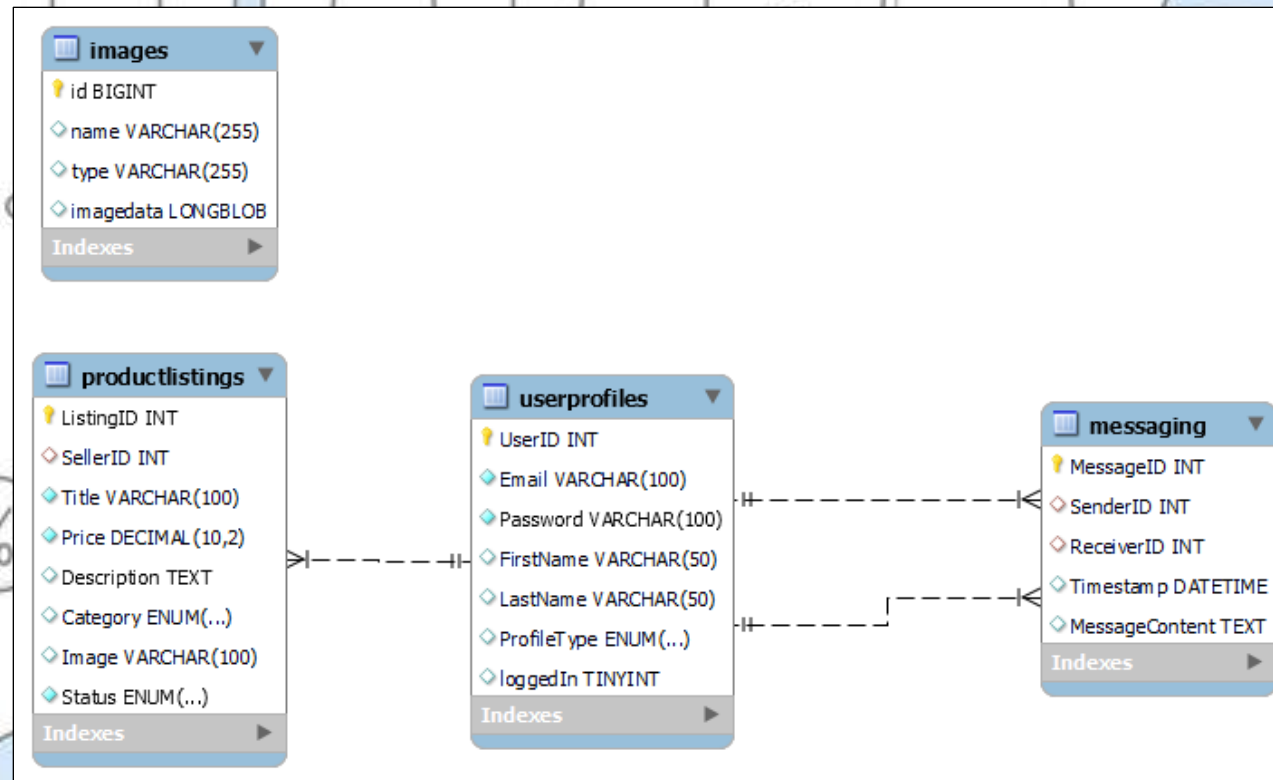 images
id BIGINT
name VARCHAR(255)
type VARCHAR(255)
imagedata LONGBLOB
Indexes
productlistings
ListingID INT
SellerID INT
Title VARCHAR(100)
Price DECIMAL(10,2)
Description TEXT
Category ENUM(...)
Image VARCHAR(100)
Status ENUM(...)
Indexes
userprofiles
UserID INT
Email VARCHAR(100)
Password VARCHAR(100)
FirstName VARCHAR(50)
LastName VARCHAR(50)
ProfileType ENUM(...)
loggedIn TINYINT
Indexes
messaging
MessageID INT
SenderID INT
ReceiverID INT
Timestamp DATETIME
MessageContent TEXT
Indexes